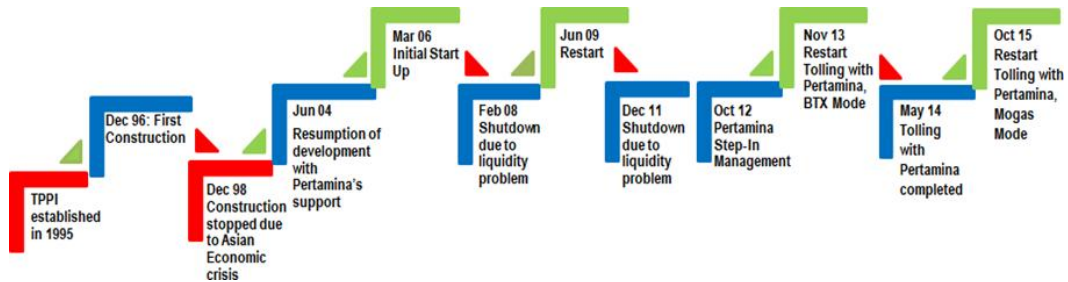 TPPI
established
in 1995
Dec 96: First
Construction
Dec 98
Construction
stopped due
to Asian
Economic
crisis
Jun 04
Resumption of
development
with
Pertamina's
support
Mar 06
Initial Start
Up
Feb 08
Shutdown
due to
liquidity
problem
Jun 09
Restart
Dec 11
Shutdown
due to
liquidity
problem
Oct 12
Pertamina
Step-In
Management
Nov 13
Restart
Tolling with
Pertamina,
BTX Mode
May 14
Tolling
with
Pertamina
completed
Oct 15
Restart
Tolling with
Pertamina,
Mogas
Mode